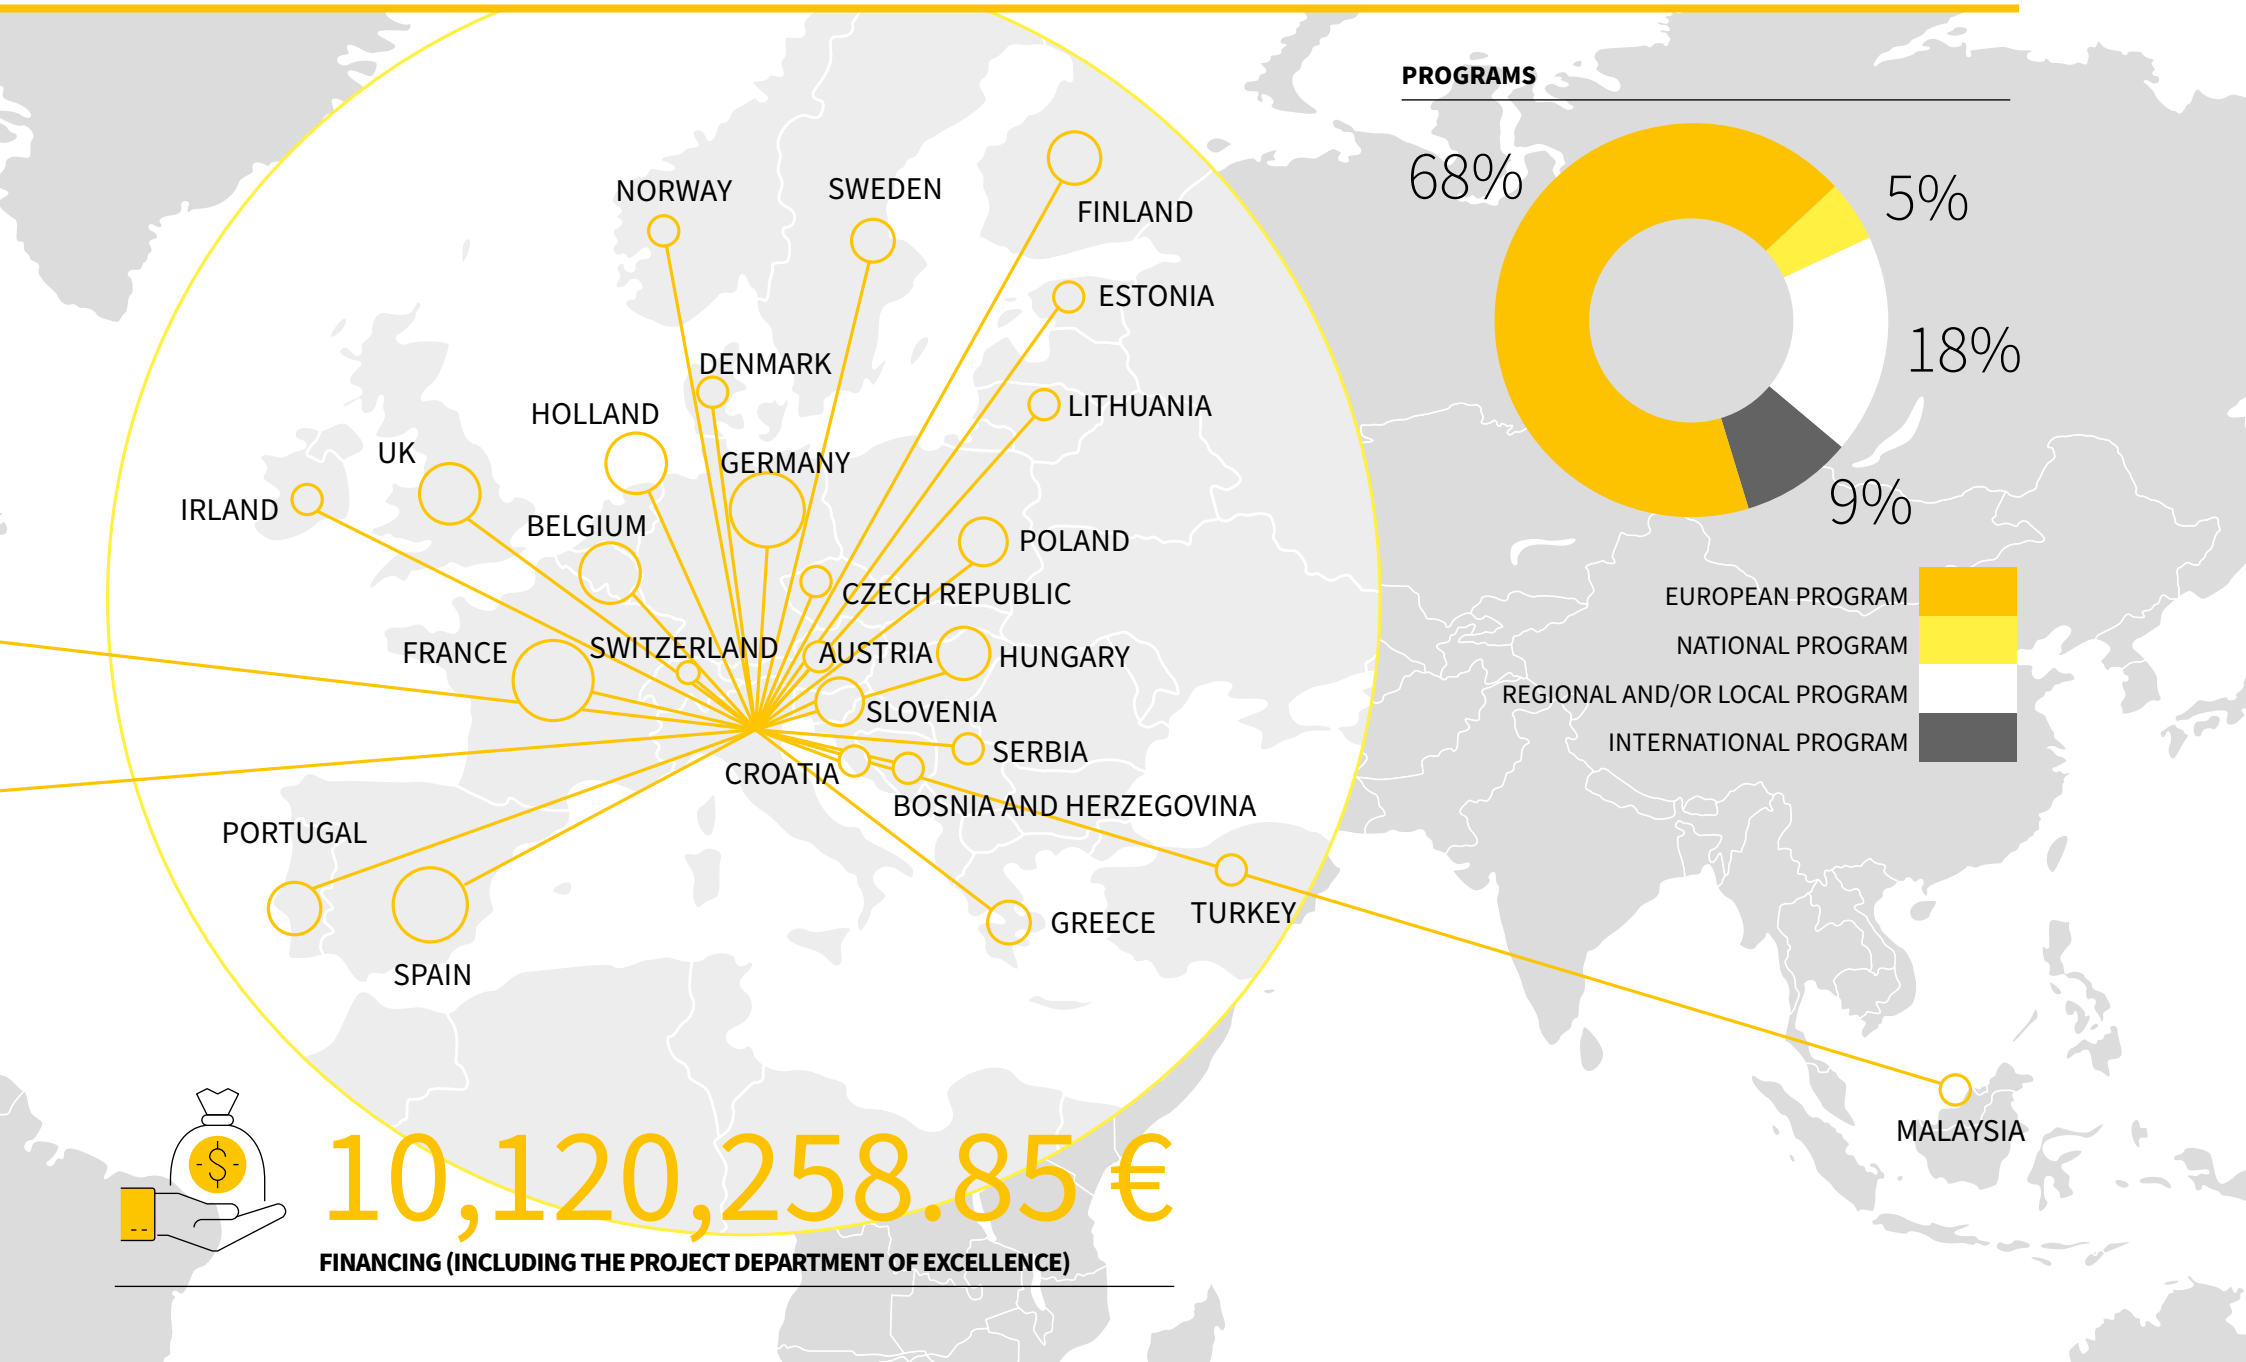 PROGRAMS
68%
5%
18%
9%
EUROPEAN PROGRAM
NATIONAL PROGRAM
REGIONAL AND/OR LOCAL PROGRAM
INTERNATIONAL PROGRAM
NORWAY
SWEDEN
FINLAND
ESTONIA
DENMARK
LITHUANIA
HOLLAND
UK
GERMANY
IRLAND
BELGIUM
POLAND
CZECH REPUBLIC
FRANCE
SWITZERLAND
AUSTRIA
HUNGARY
SLOVENIA
SERBIA
CROATIA
BOSNIA AND HERZEGOVINA
PORTUGAL
GREECE
TURKEY
SPAIN
MALAYSIA
$
10,120,258.85 €
FINANCING (INCLUDING THE PROJECT DEPARTMENT OF EXCELLENCE)